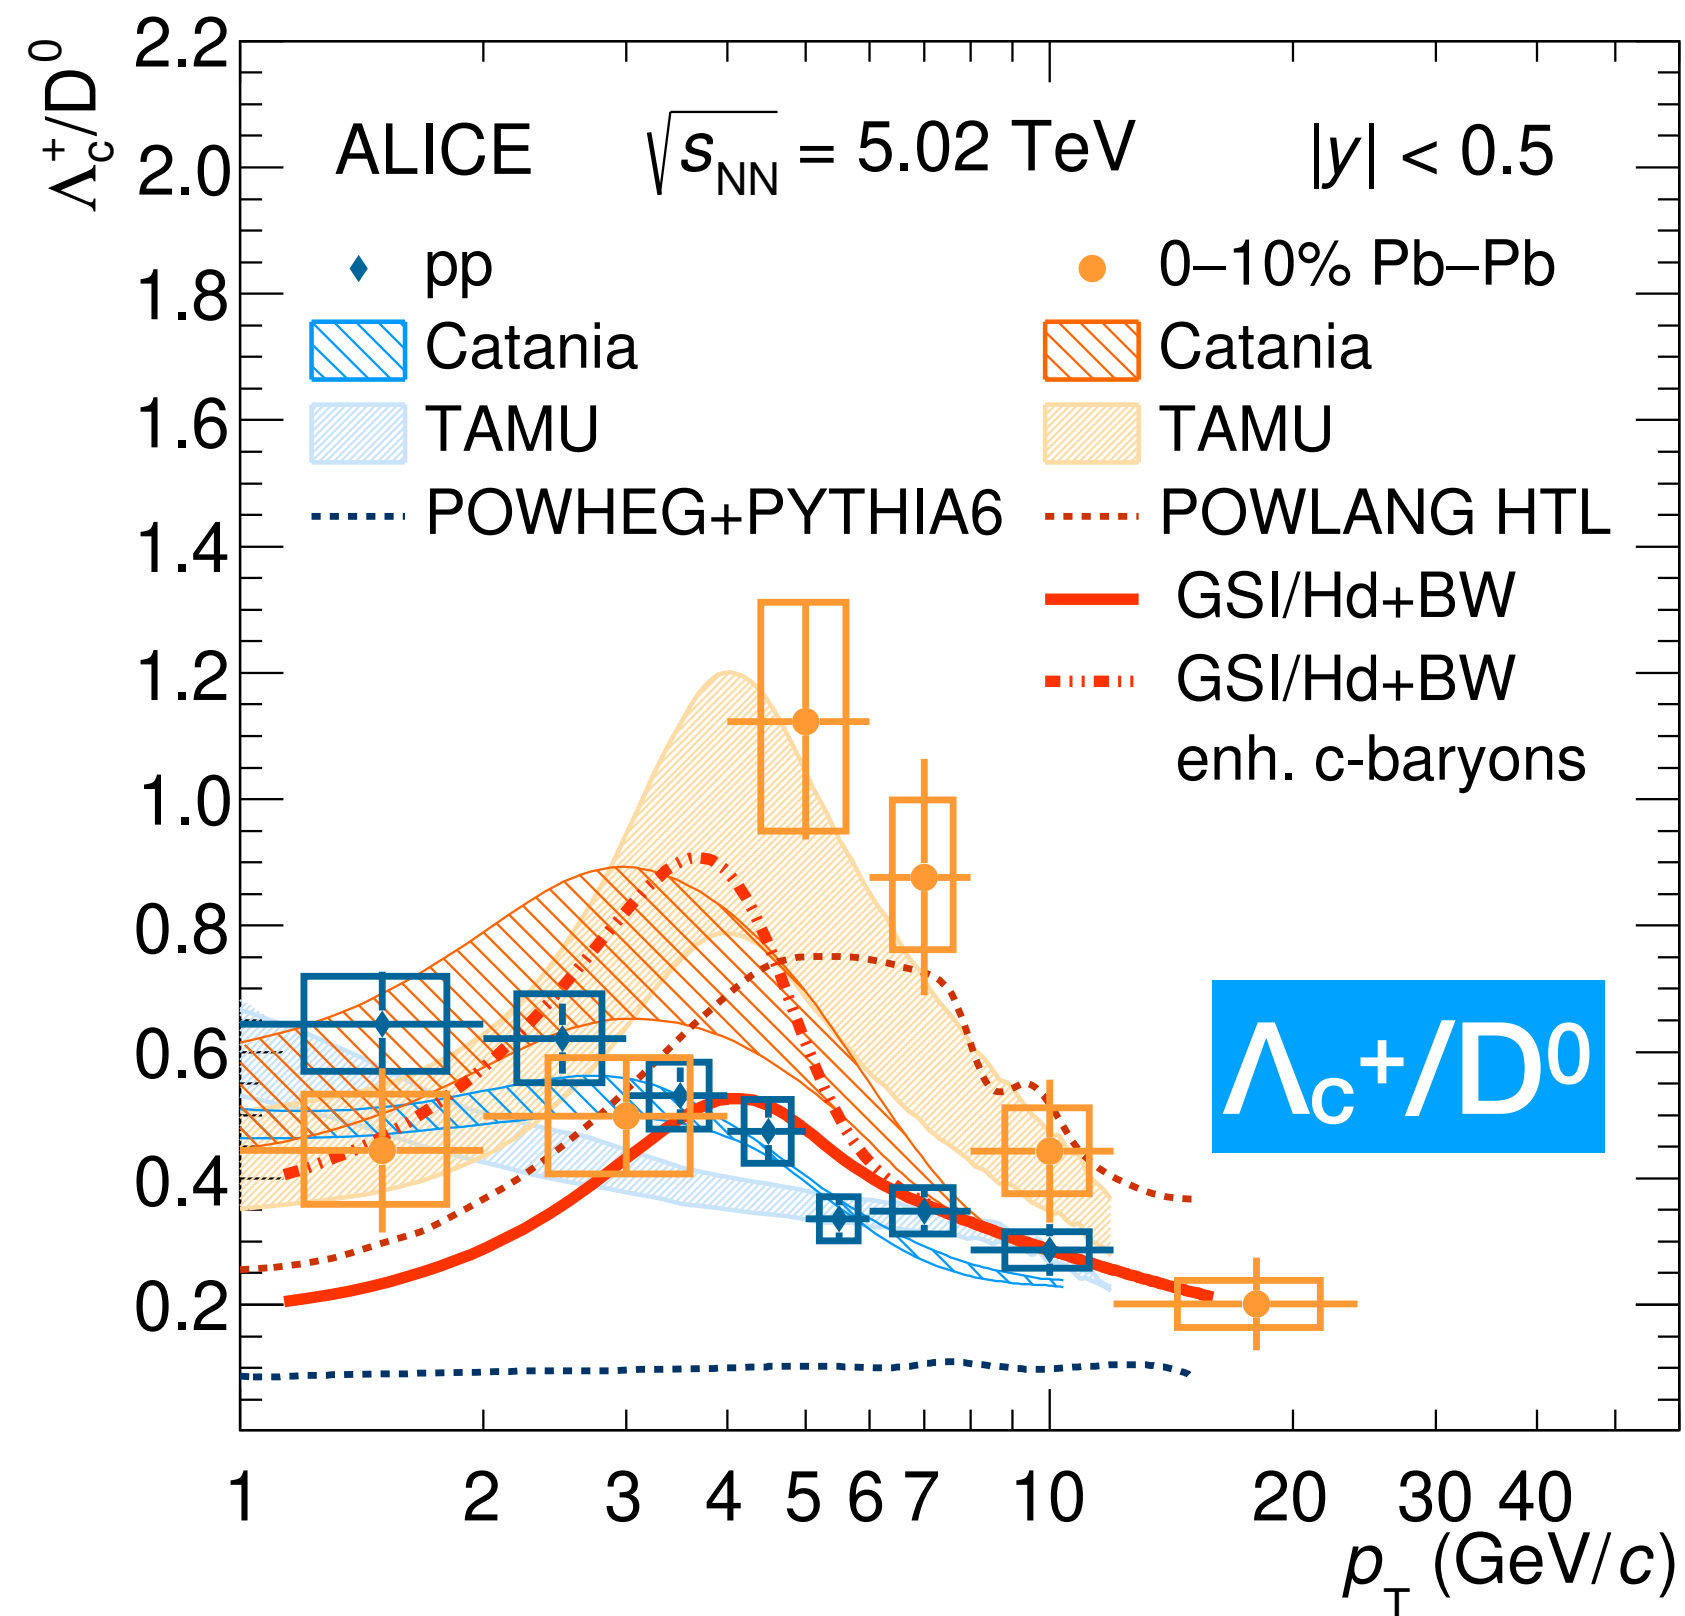 Λc+/D0
2.2
2.0
1.8
1.6
1.4
1.2
1.0
0.8
0.6
0.4
0.2
ALICE √sNN = 5.02 TeV |y| < 0.5
pp
Catania
TAMU
POWHEG+PYTHIA6
0–10% Pb–Pb
Catania
TAMU
POWLANG HTL
GSI/Hd+BW
GSI/Hd+BW
enh. c-baryons
Λc+/D0
1 2 3 4 5 6 7 10 20 30 40
pT (GeV/c)